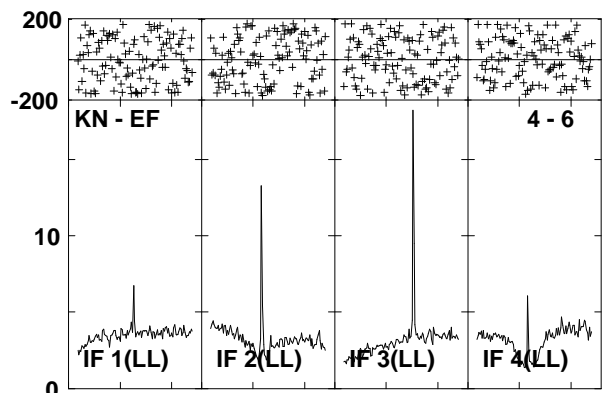 200
-200
KN - EF 4 - 6
10
IF 1(LL) IF 2(LL) IF 3(LL) IF 4(LL)
0